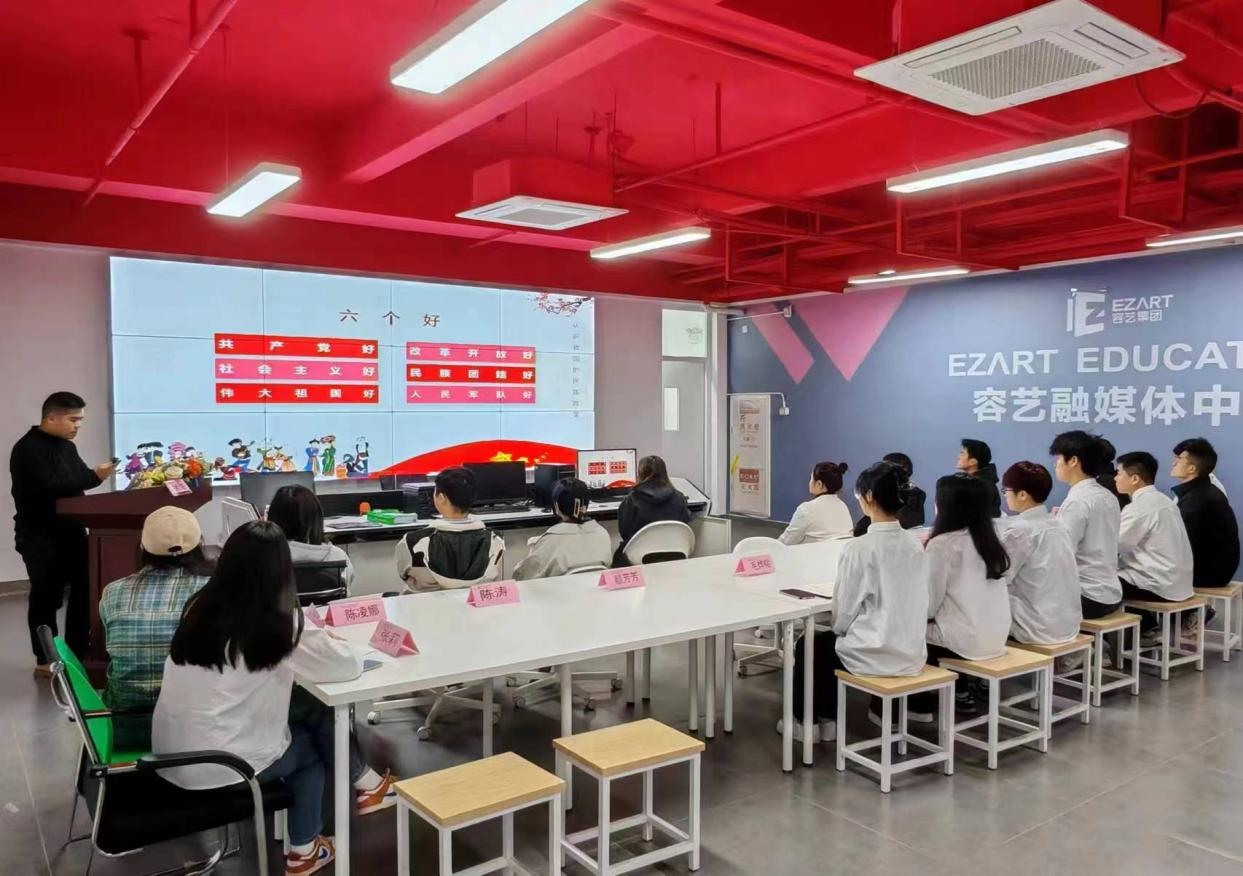 六个好
共产党好
改革开放好
社会主义好
民族团结好
伟大祖国好
人民军队好
EZART
容艺集团
EZART EDUCAT
容艺融媒体中
陈涛
陈凌娜
张莉